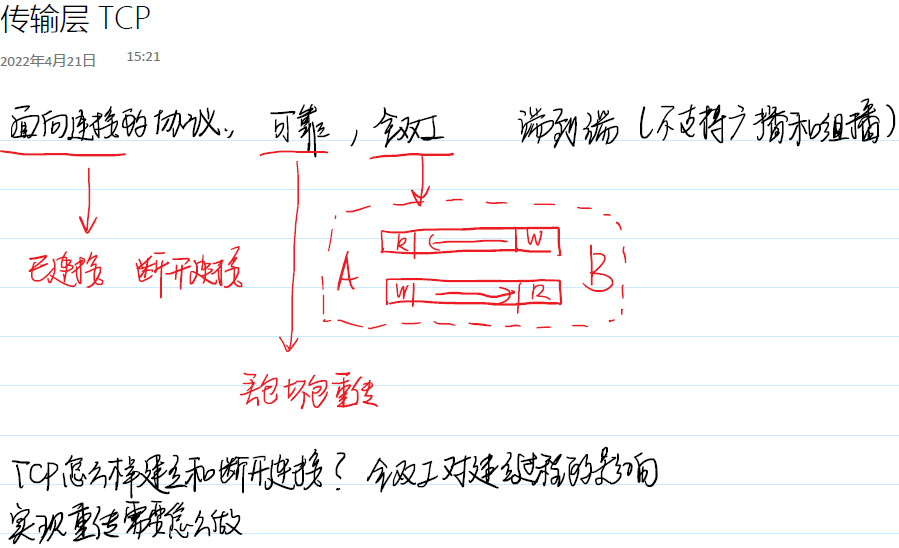 传输层 TCP
2022年4月21日 15:21
面向连接的协议, 可靠, 全双工 端到端 (不支持广播和组播)
R W
A B
连接 断开连接
W R
丢包坏包重传
TCP怎么样建立和断开连接? 全双工对建立过程的影响
实现重传需要怎么做